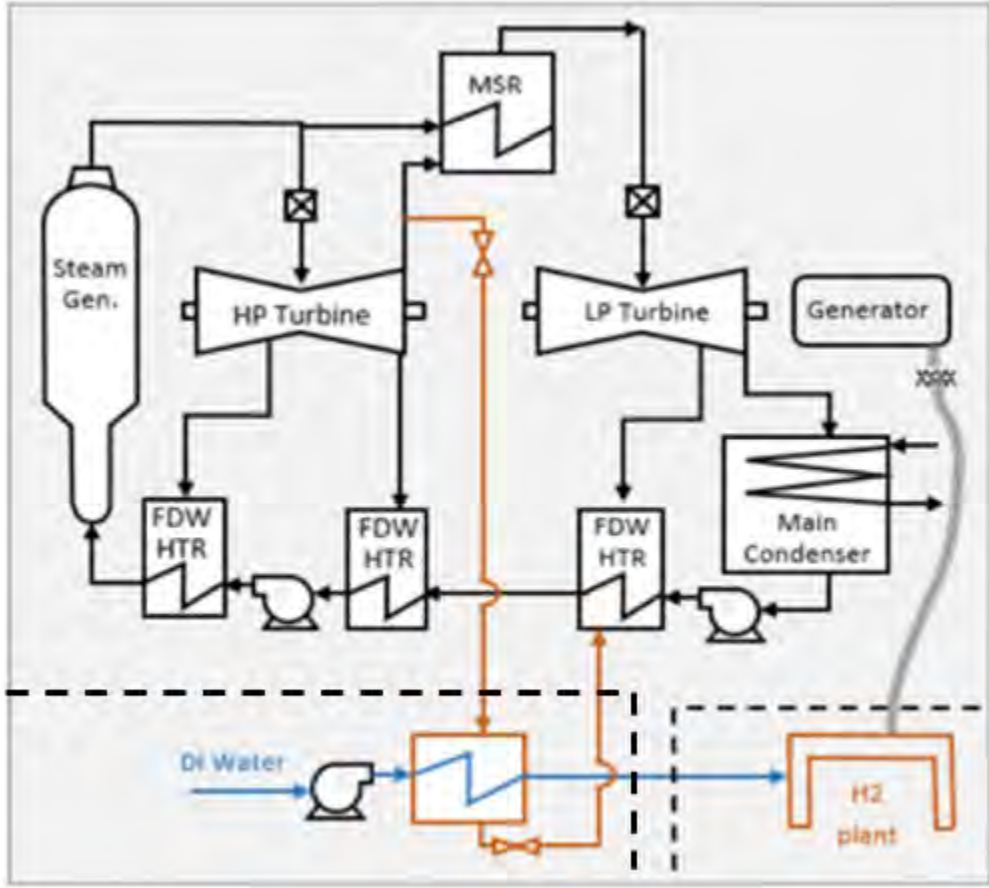 MSR
Steam
Gen.
HP Turbine
LP Turbine
Generator
FDW
HTR
FDW
HTR
FDW
HTR
Main
Condenser
DI Water
H2
plant